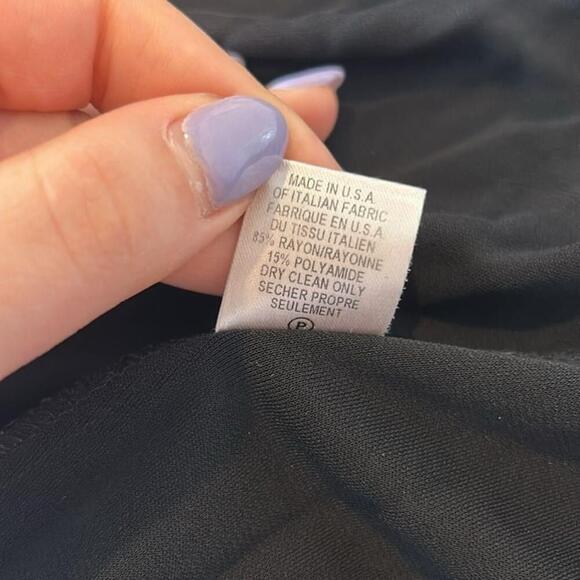 MADE IN U.S.A.
OF ITALIAN FABRIC
FABRIQUE EN U.S.A
DU TISSU ITALIEN
85% RAYON/RAYONNE
15% POLYAMIDE
DRY CLEAN ONLY
SECHER PROPRE
SEULEMENT
P